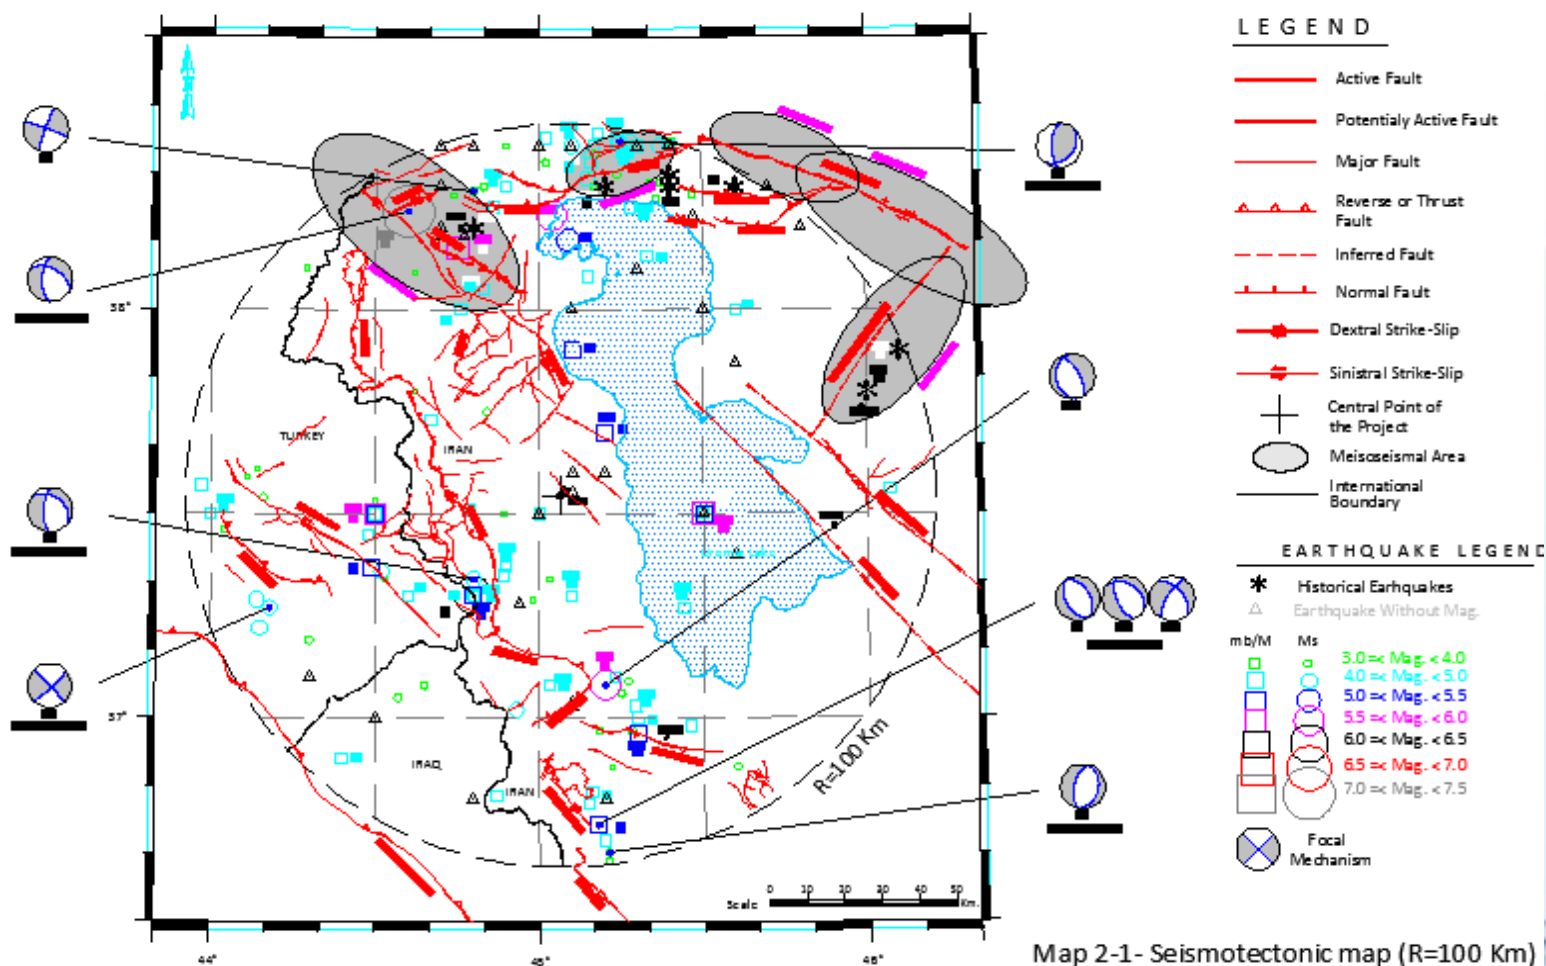 LEGEND
Active Fault
Potentialy Active Fault
Major Fault
Reverse or Thrust
Fault
Inferred Fault
Normal Fault
Dextral Strike-Slip
Sinistral Strike-Slip
Central Point of
the Project
Meisoseismal Area
International
Boundary
EARTHQUAKE LEGEND
Historical Earhquakes
Earthquake Without Mag.
mb/M Ms
3.0 =< Mag. < 4.0
4.0 =< Mag. < 5.0
5.0 =< Mag. < 5.5
5.5 =< Mag. < 6.0
6.0 =< Mag. < 6.5
6.5 =< Mag. < 7.0
7.0 =< Mag. < 7.5
Focal
Mechanism
38°
TURKEY
IRAN
37°
IRAQ
IRAN
R=100 Km
Scale 0 10 20 30 40 50 Km.
44° 45° 46°
Map 2-1- Seismotectonic map (R=100 Km)